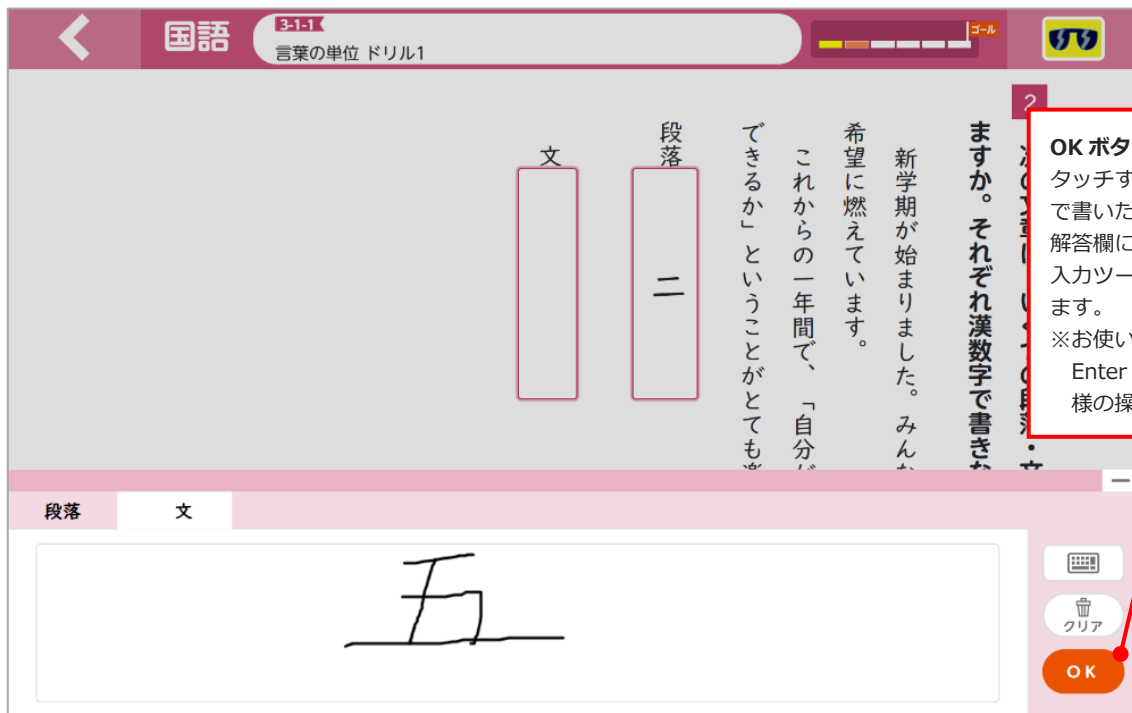 国語
3-1-1
言葉の単位 ドリル1
ゴール
2
ますか。それぞれ漢数字で書きな
新学期が始まりました。みんな
希望に燃えています。
これからの一年間で、「自分が
できるか」ということがとても楽
段落
二
文
OK ボタ
タッチす
で書いた
解答欄に
入力ツー
ます。
※お使い
Enter
様の操
段落
文
五
クリア
OK